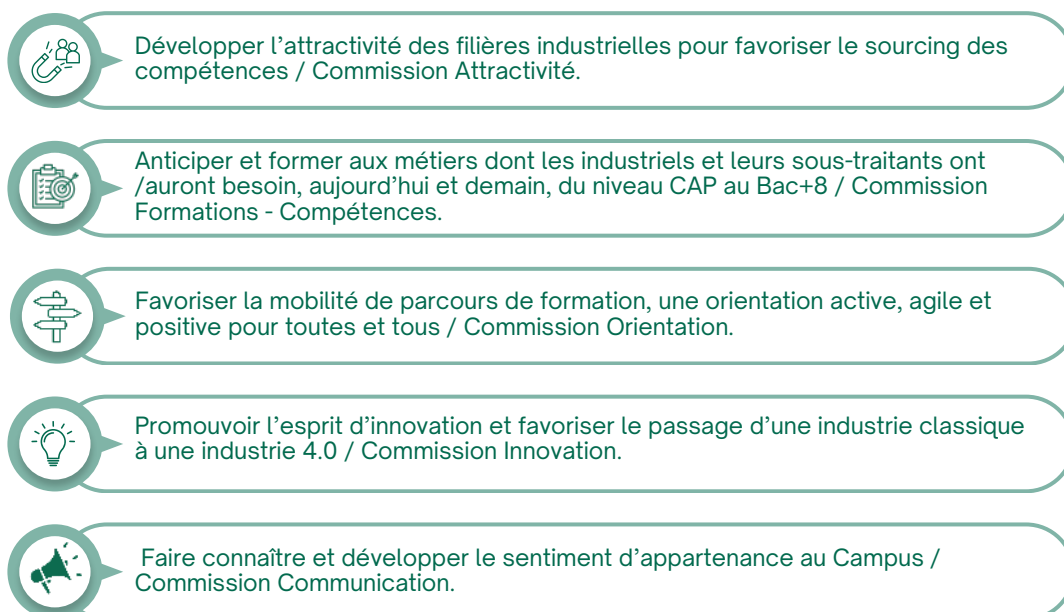 Développer l’attractivité des filières industrielles pour favoriser le sourcing des
compétences / Commission Attractivité.
Anticiper et former aux métiers dont les industriels et leurs sous-traitants ont
/auront besoin, aujourd’hui et demain, du niveau CAP au Bac+8 / Commission
Formations - Compétences.
Favoriser la mobilité de parcours de formation, une orientation active, agile et
positive pour toutes et tous / Commission Orientation.
Promouvoir l’esprit d’innovation et favoriser le passage d’une industrie classique
à une industrie 4.0 / Commission Innovation.
Faire connaître et développer le sentiment d’appartenance au Campus /
Commission Communication.